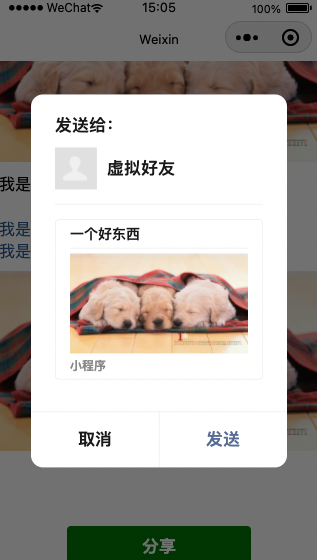 WeChat
15:05
100%
Weixin
发送给：
虚拟好友
我是
一个好东西
我是
我是
小程序
取消
发送
分享